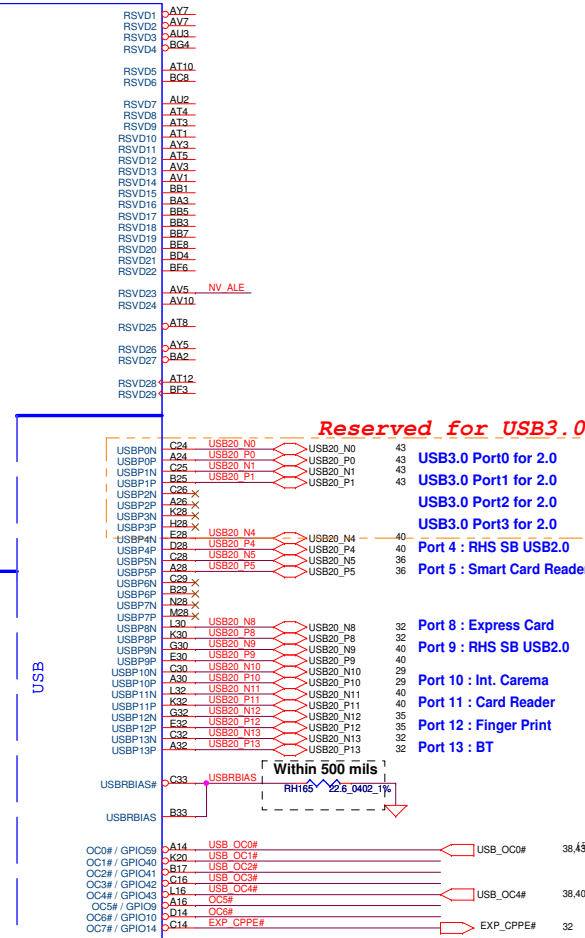 RSVD1 AY7
RSVD2 AV7
RSVD3 AU3
RSVD4 BG4
RSVD5 AT10
RSVD6 BC8
RSVD7 AU2
RSVD8 AT4
RSVD9 AT3
RSVD10 AT1
RSVD11 AY3
RSVD12 AT5
RSVD13 AV3
RSVD14 AV1
RSVD15 BB1
RSVD16 BA3
RSVD17 BB5
RSVD18 BB3
RSVD19 BB7
RSVD20 BE8
RSVD21 BD4
RSVD22 BF6
RSVD23 AV5 NV_ALE
RSVD24 AV10
RSVD25 AT8
RSVD26 AY5
RSVD27 BA2
RSVD28 AT12
RSVD29 BF3
Reserved for USB3.0
USBP0N C24 USB20_N0 USB20_N0 43
USBP0P A24 USB20_P0 USB20_P0 43 USB3.0 Port0 for 2.0
USBP1N C25 USB20_N1 USB20_N1 43
USBP1P B25 USB20_P1 USB20_P1 43 USB3.0 Port1 for 2.0
USBP2N C26
USBP2P A26 USB3.0 Port2 for 2.0
USBP3N K28
USBP3P H28 USB3.0 Port3 for 2.0
USBP4N E28 USB20_N4 USB20_N4 40
USBP4P D28 USB20_P4 USB20_P4 40 Port 4 : RHS SB USB2.0
USBP5N C28 USB20_N5 USB20_N5 36
USBP5P A28 USB20_P5 USB20_P5 36 Port 5 : Smart Card Reade
USBP6N C29
USBP6P B29
USBP7N N28
USBP7P M28
USBP8N L30 USB20_N8 USB20_N8 32 Port 8 : Express Card
USBP8P K30 USB20_P8 USB20_P8 32
USBP9N G30 USB20_N9 USB20_N9 40 Port 9 : RHS SB USB2.0
USBP9P E30 USB20_P9 USB20_P9 40
USBP10N C30 USB20_N10 USB20_N10 29
USBP10P A30 USB20_P10 USB20_P10 29 Port 10 : Int. Carema
USBP11N L32 USB20_N11 USB20_N11 40
USBP11P K32 USB20_P11 USB20_P11 40 Port 11 : Card Reader
USBP12N G32 USB20_N12 USB20_N12 35
USBP12P E32 USB20_P12 USB20_P12 35 Port 12 : Finger Print
USBP13N C32 USB20_N13 USB20_N13 32
USBP13P A32 USB20_P13 USB20_P13 32 Port 13 : BT
USB
Within 500 mils
USBRBIAS# C33 USBRBIAS
RH165 22.6_0402_1%
USBRBIAS B33
OC0# / GPIO59 A14 USB_OC0# USB_OC0# 38,43
OC1# / GPIO40 K20 USB_OC1#
OC2# / GPIO41 B17 USB_OC2#
OC3# / GPIO42 C16 USB_OC3#
OC4# / GPIO43 L16 USB_OC4# USB_OC4# 38,40
OC5# / GPIO9 A16 OC5#
OC6# / GPIO10 D14 OC6#
OC7# / GPIO14 C14 EXP_CPPE# EXP_CPPE# 32